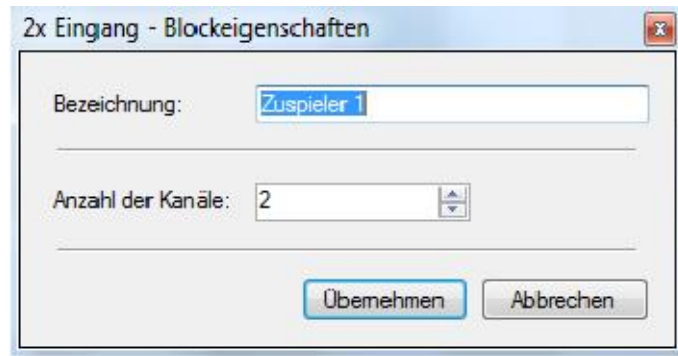 2x Eingang - Blockeigenschaften
Bezeichnung: Zuspieler 1
Anzahl der Kanäle: 2
Übernehmen Abbrechen